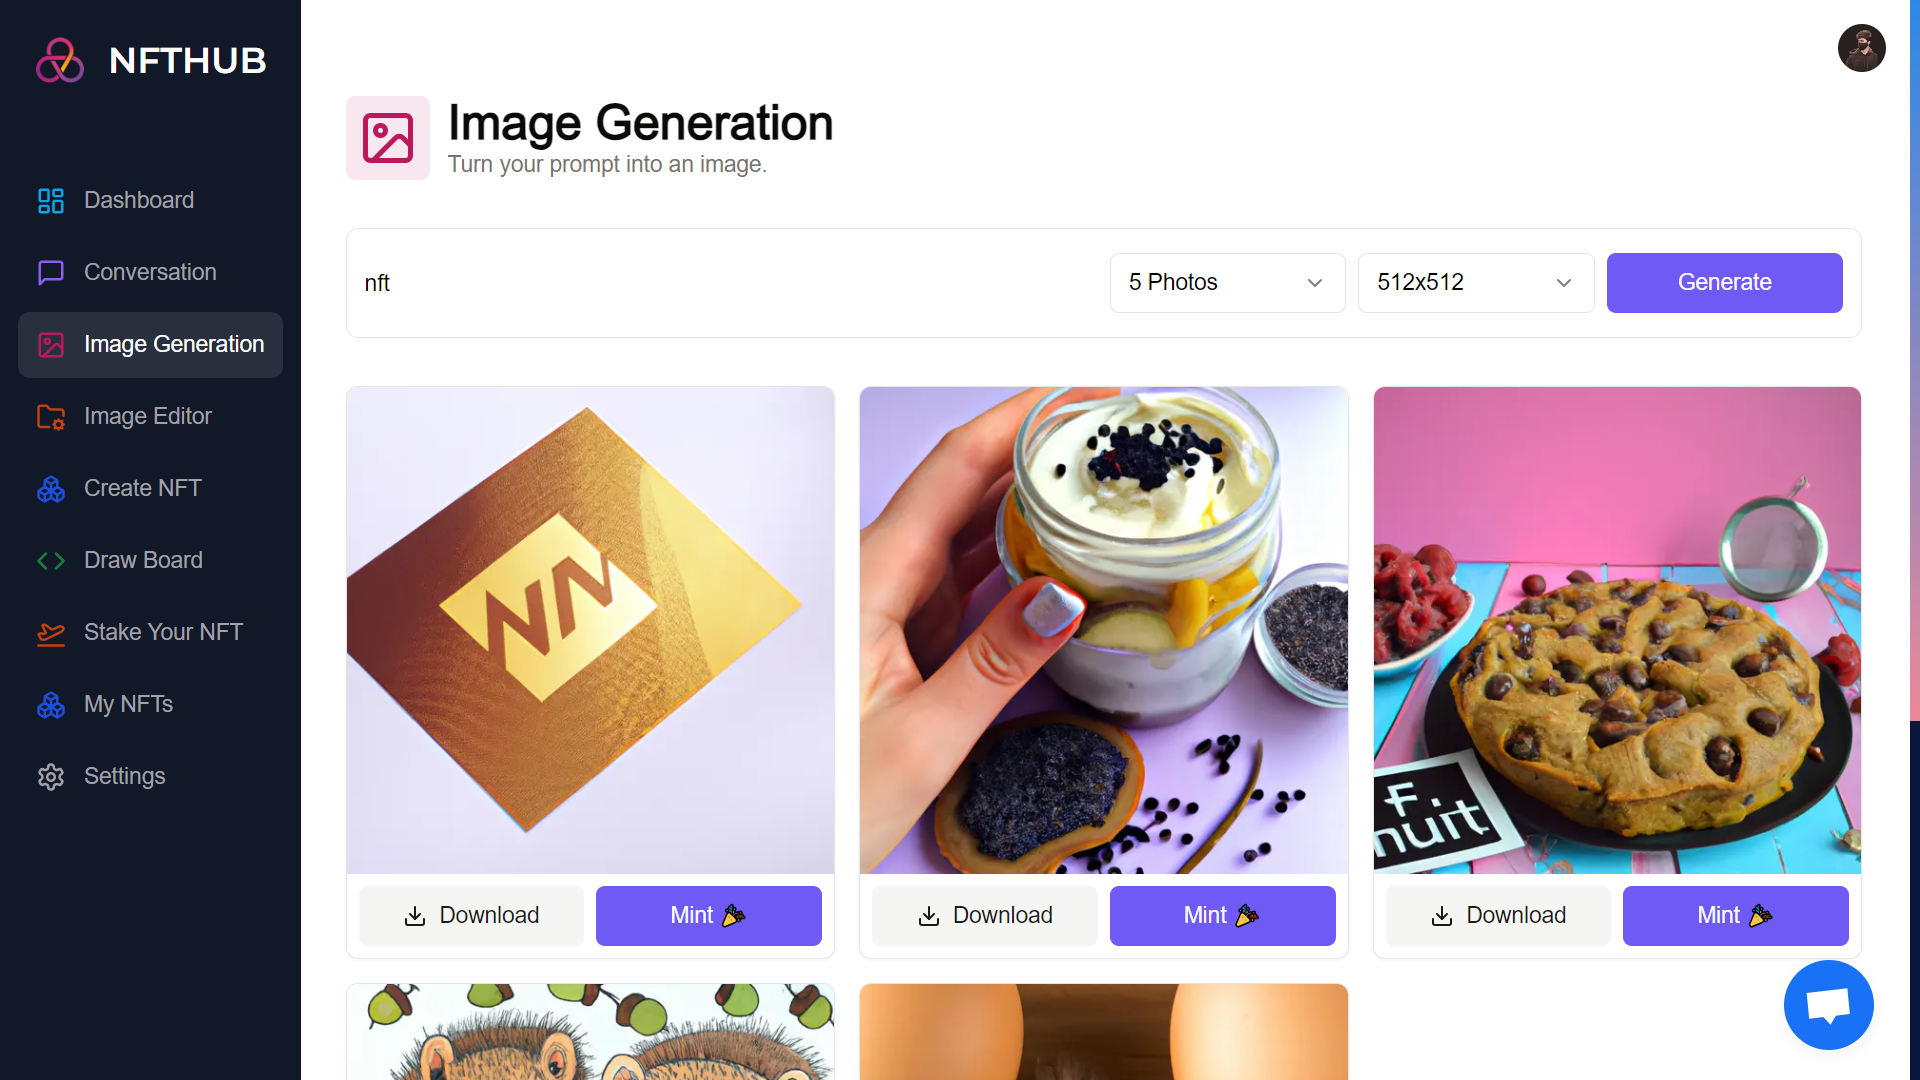 NFTHUB
Dashboard
Conversation
Image Generation
Image Editor
Create NFT
Draw Board
Stake Your NFT
My NFTs
Settings
Image Generation
Turn your prompt into an image.
nft
5 Photos
512x512
Generate
NN
F
nuit
Download
Mint
Download
Mint
Download
Mint